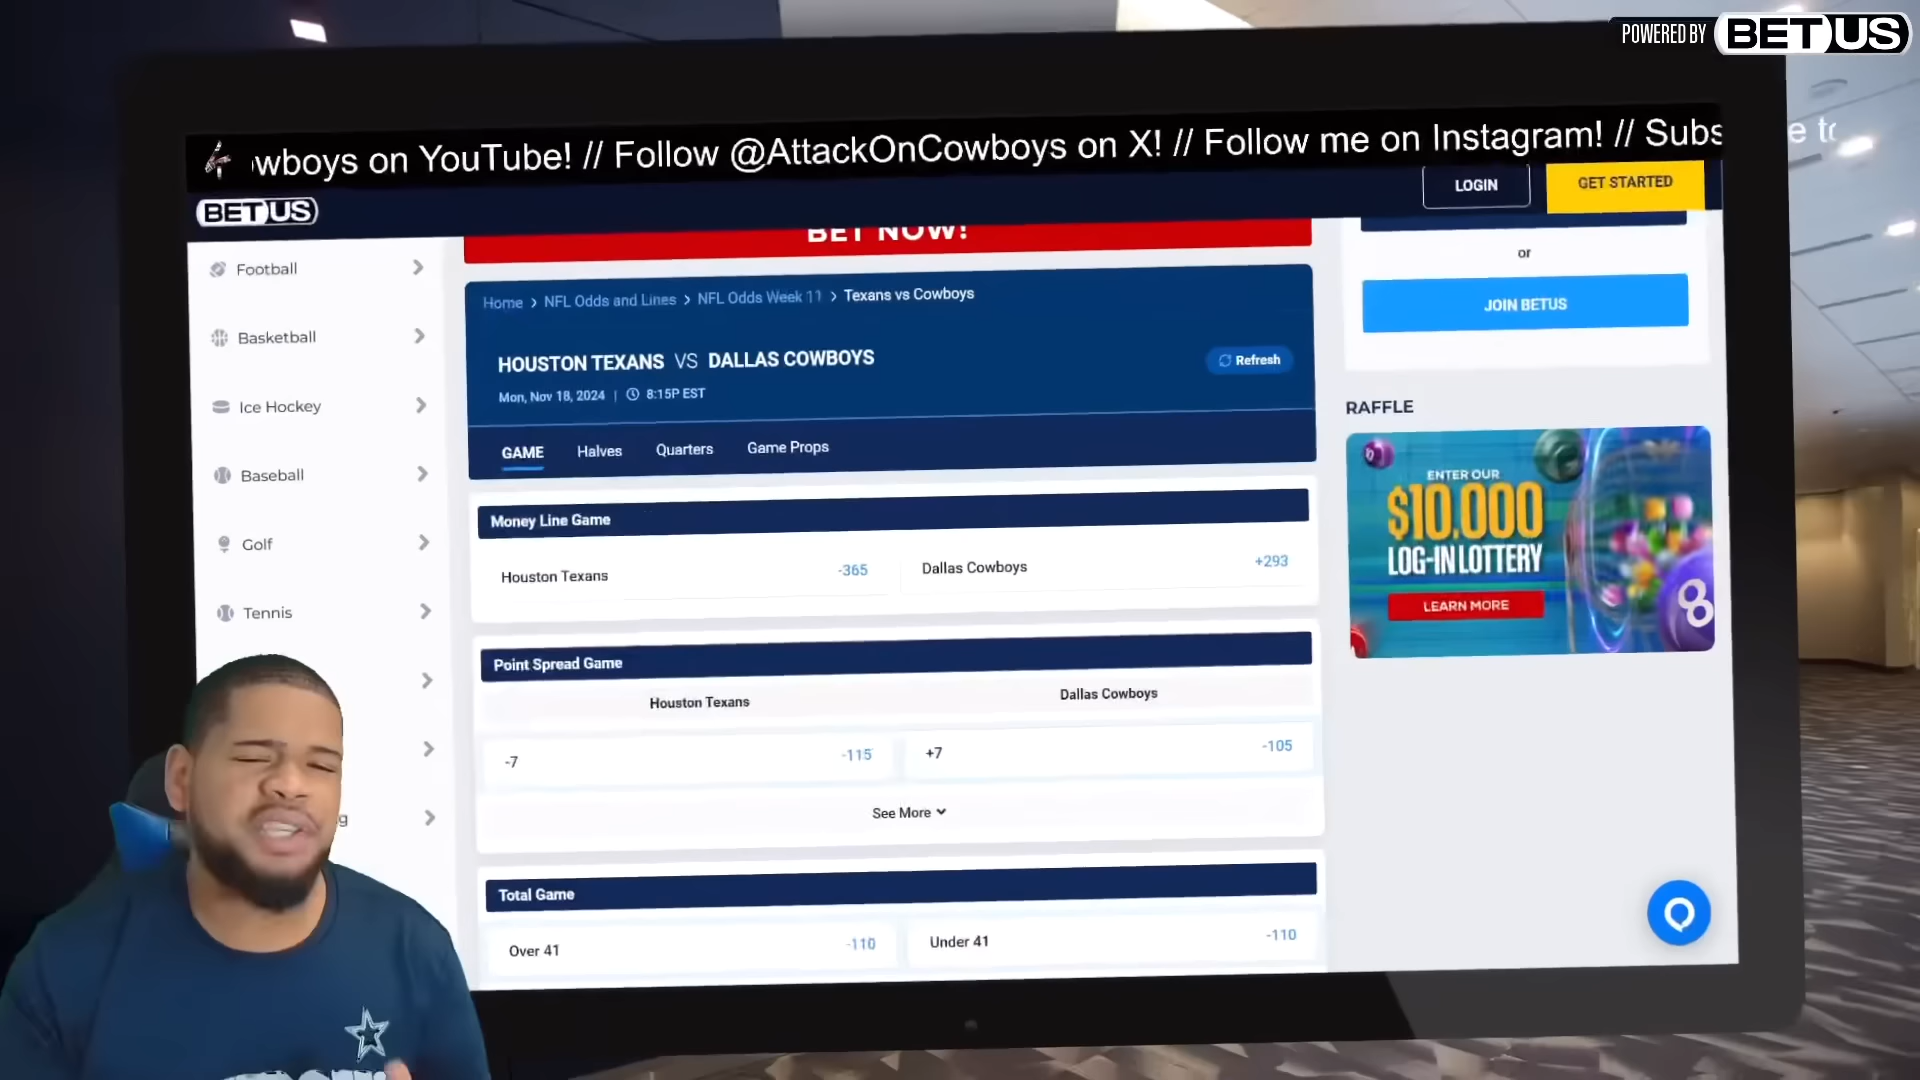 POWERED BY BETUS
wboys on YouTube! // Follow @AttackOnCowboys on X! // Follow me on Instagram! // Subs e to
BETUS
LOGIN
GET STARTED
BET NOW!
Football
Basketball
Ice Hockey
Baseball
Golf
Tennis
g
Home > NFL Odds and Lines > NFL Odds Week 11 > Texans vs Cowboys
HOUSTON TEXANS VS DALLAS COWBOYS
Refresh
Mon, Nov 18, 2024 | 8:15P EST
GAME Halves Quarters Game Props
Money Line Game
Houston Texans -365 Dallas Cowboys +293
Point Spread Game
Houston Texans Dallas Cowboys
-7 -115 +7 -105
See More
Total Game
Over 41 -110 Under 41 -110
or
JOIN BETUS
RAFFLE
ENTER OUR
$10.000
LOG-IN LOTTERY
LEARN MORE
8